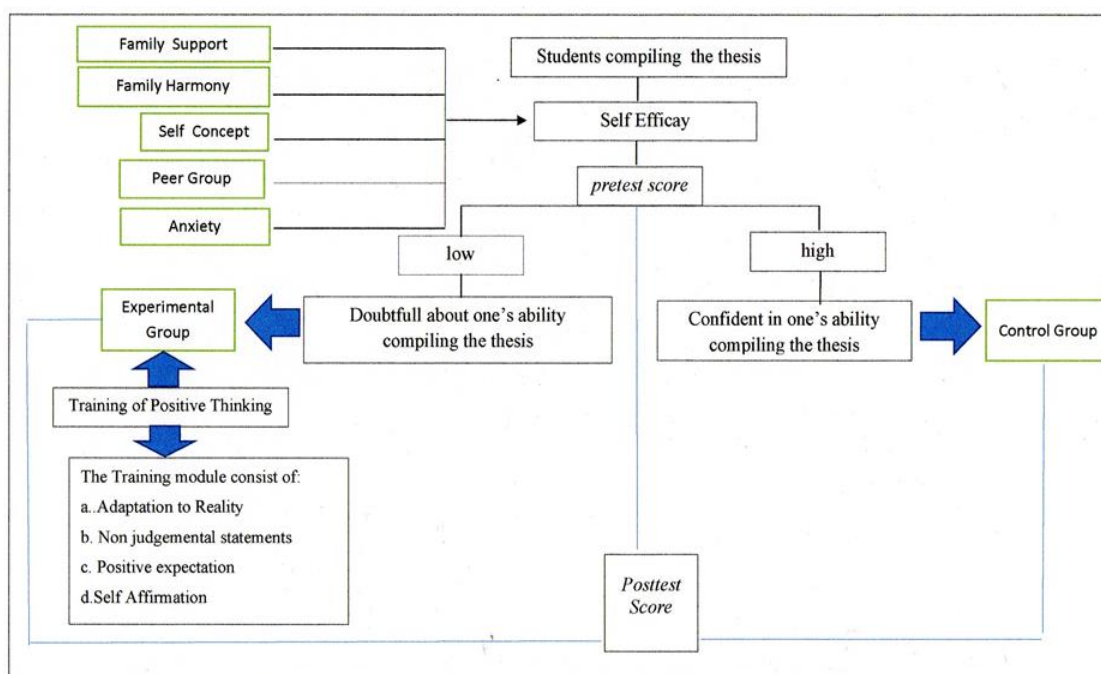 Family Support
Family Harmony
Self Concept
Peer Group
Anxiety
Students compiling the thesis
Self Efficay
pretest score
low
high
Experimental
Group
Doubtfull about one's ability
compiling the thesis
Confident in one's ability
compiling the thesis
Control Group
Training of Positive Thinking
The Training module consist of:
a..Adaptation to Reality
b. Non judgemental statements
c. Positive expectation
d.Self Affirmation
Posttest
Score